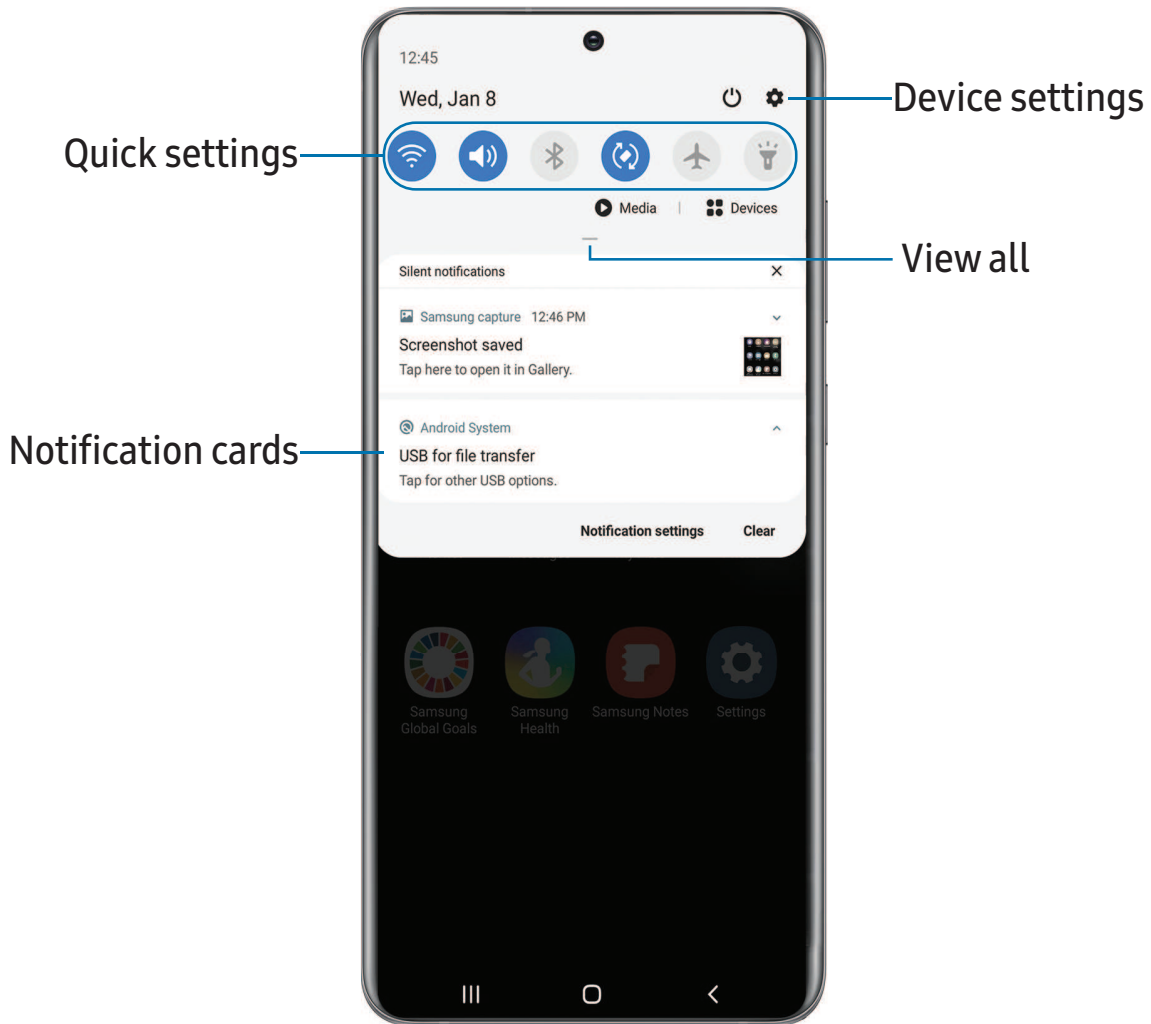 12:45
Wed, Jan 8
Device settings
Quick settings
Media
Devices
View all
Silent notifications
Samsung capture 12:46 PM
Screenshot saved
Tap here to open it in Gallery.
Notification cards
Android System
USB for file transfer
Tap for other USB options.
Notification settings Clear
Samsung
Global Goals
Samsung
Health
Samsung Notes
Settings